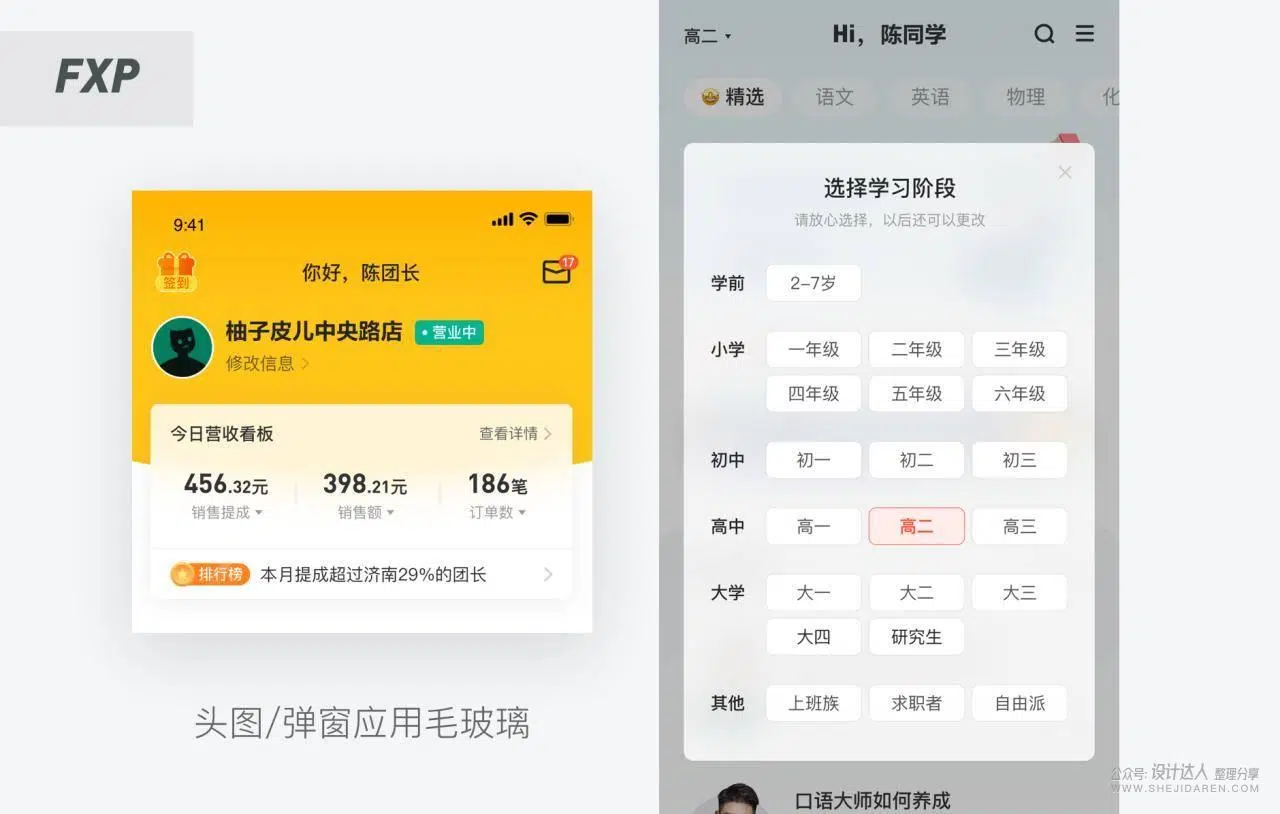 FXP
9:41
签到
你好，陈团长
17
柚子皮儿中央路店
营业中
修改信息
今日营收看板
查看详情
456.32元
398.21元
186笔
销售提成
销售额
订单数
排行榜
本月提成超过济南29%的团长
头图/弹窗应用毛玻璃
高二
Hi，陈同学
精选
语文
英语
物理
化
选择学习阶段
请放心选择，以后还可以更改
学前
2-7岁
小学
一年级
二年级
三年级
四年级
五年级
六年级
初中
初一
初二
初三
高中
高一
高二
高三
大学
大一
大二
大三
大四
研究生
其他
上班族
求职者
自由派
口语大师如何养成
公众号: 设计达人 整理分享
WWW.SHEJIDAREN.COM